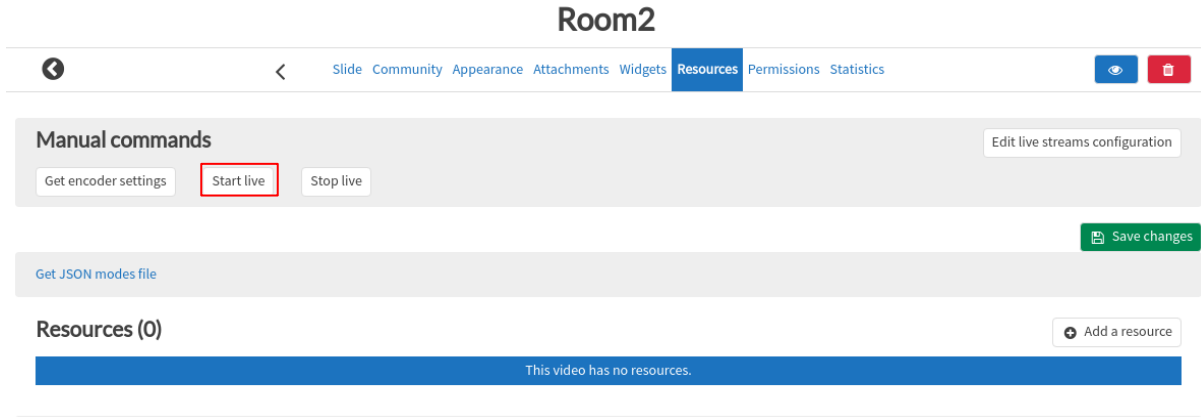 Room2
Slide Community Appearance Attachments Widgets Resources Permissions Statistics
Manual commands
Edit live streams configuration
Get encoder settings Start live Stop live
Save changes
Get JSON modes file
Resources (0)
Add a resource
This video has no resources.